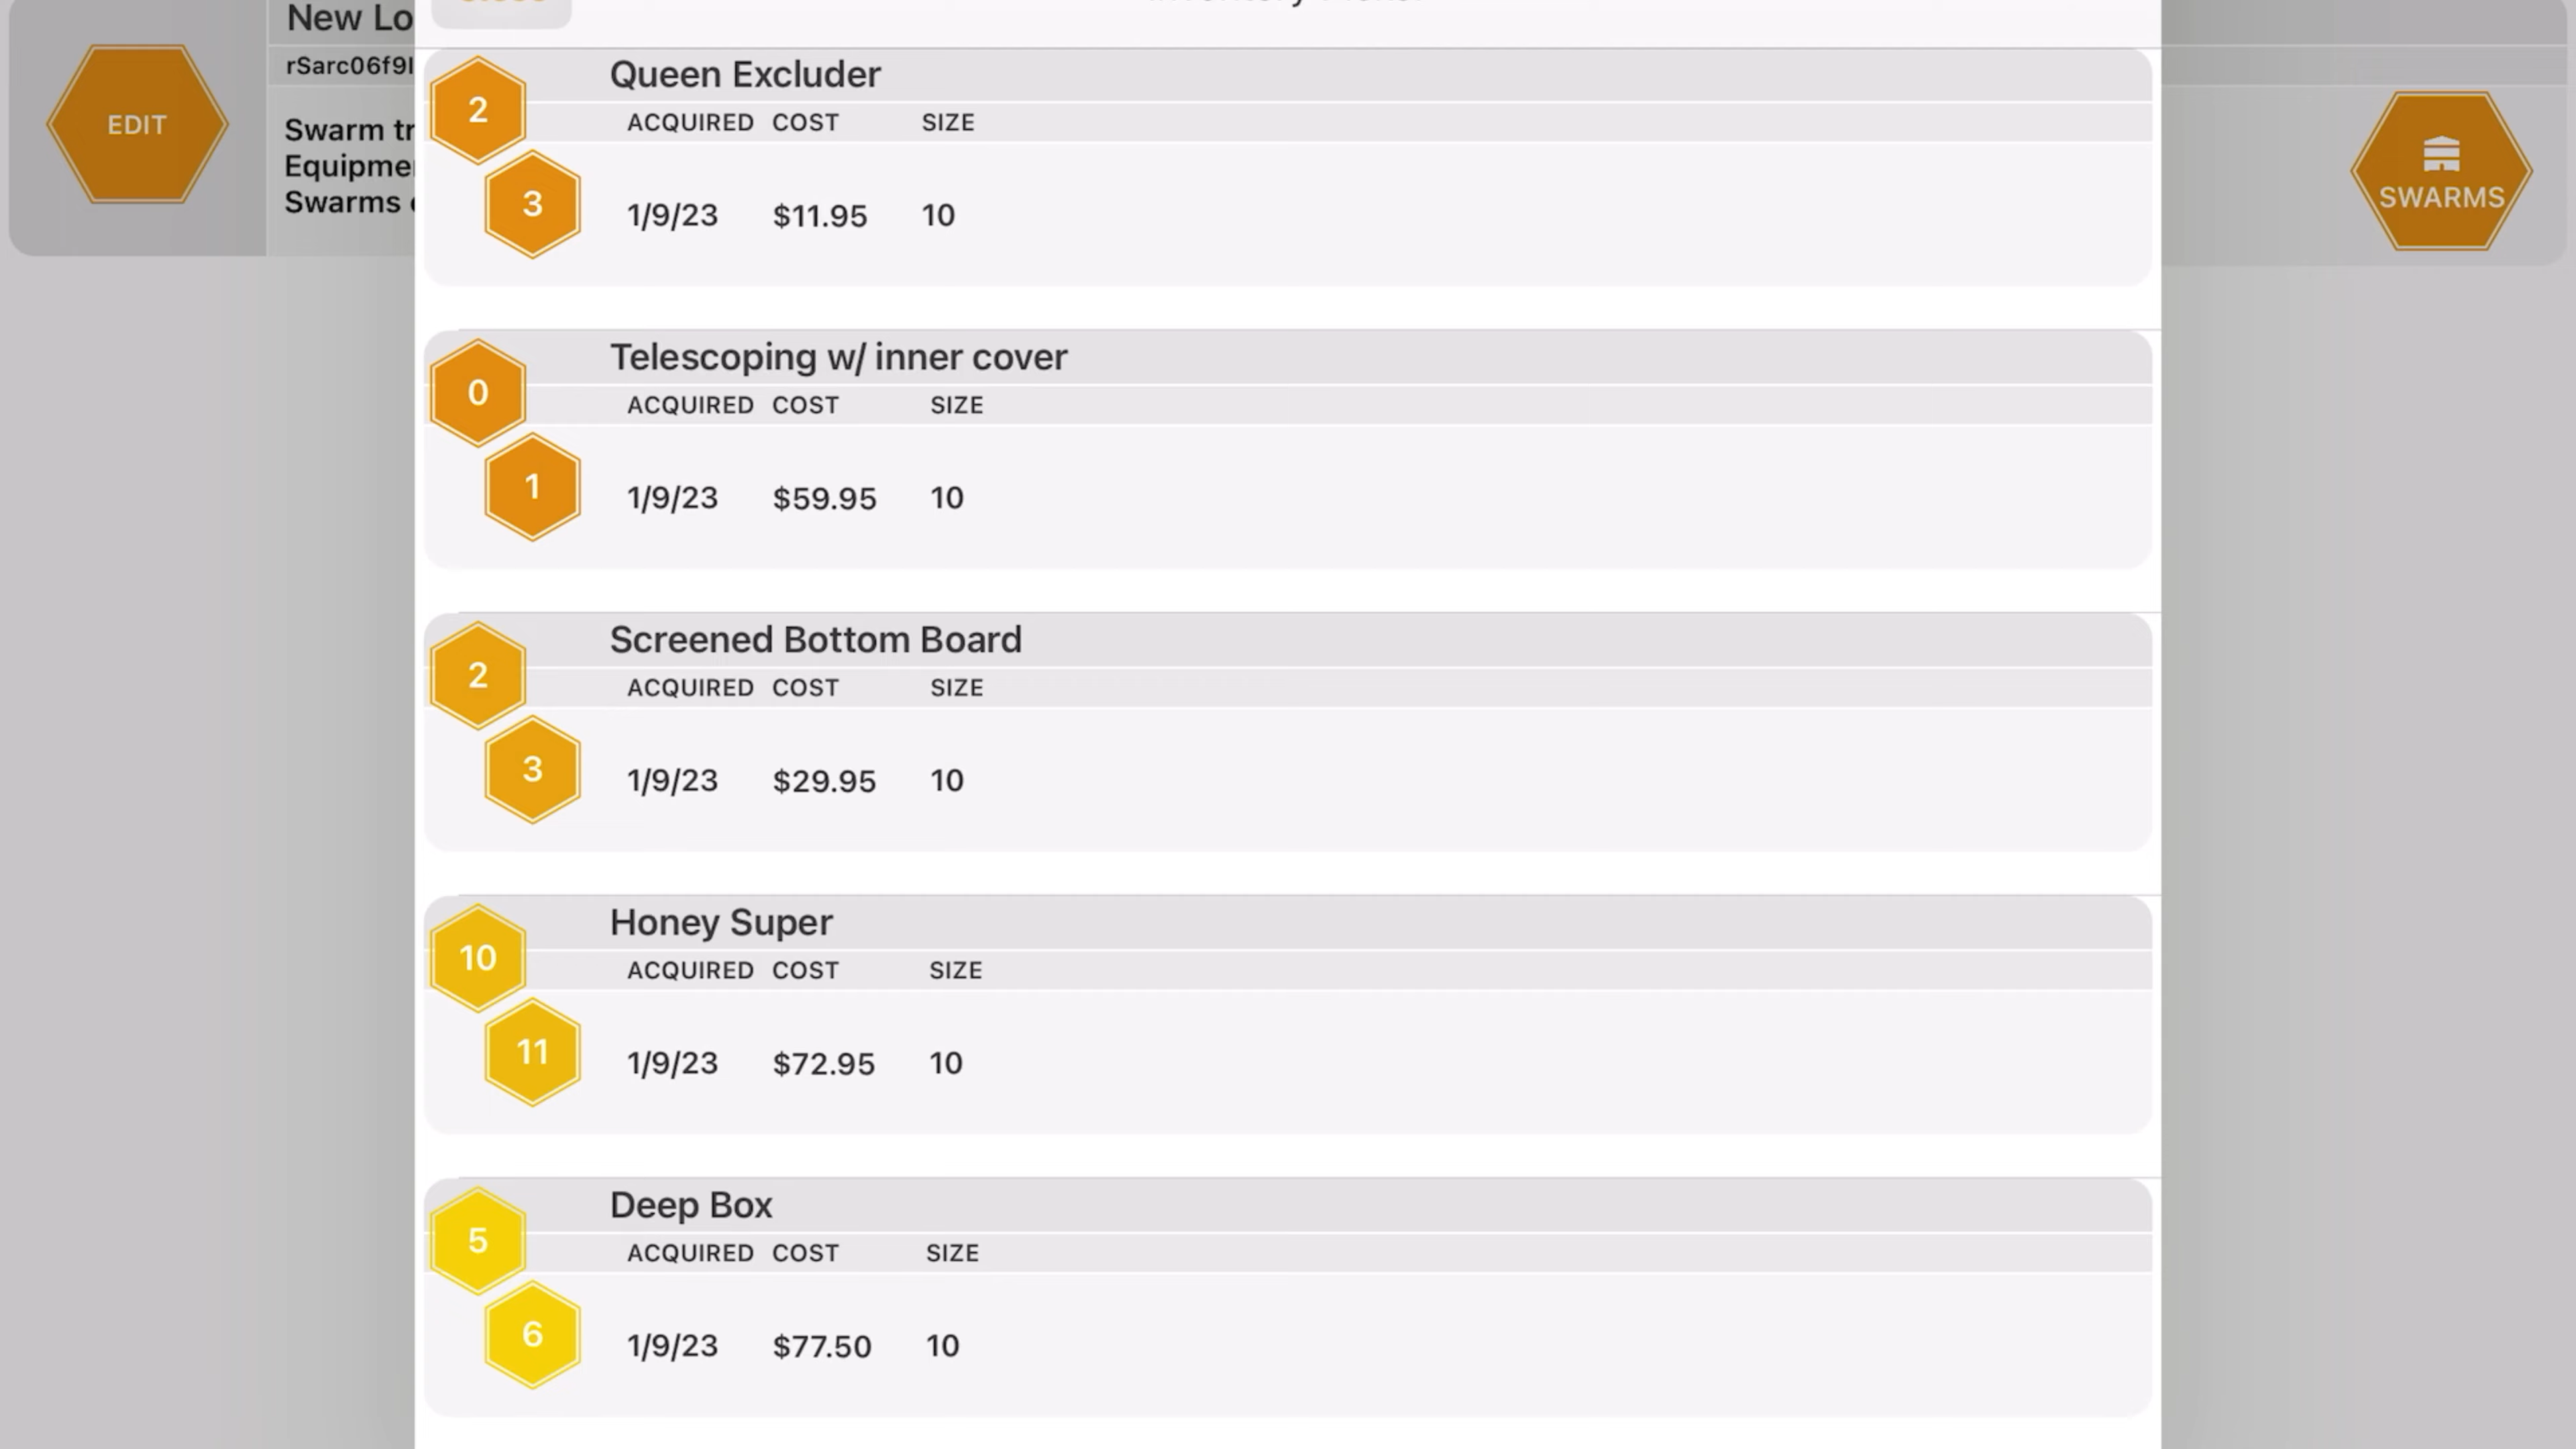 New Lo
rSarc06f9l
EDIT
Swarm tr
Equipme
Swarms
SWARMS
Queen Excluder
2
ACQUIRED COST SIZE
3
1/9/23 $11.95 10
Telescoping w/ inner cover
0
ACQUIRED COST SIZE
1
1/9/23 $59.95 10
Screened Bottom Board
2
ACQUIRED COST SIZE
3
1/9/23 $29.95 10
Honey Super
10
ACQUIRED COST SIZE
11
1/9/23 $72.95 10
Deep Box
5
ACQUIRED COST SIZE
6
1/9/23 $77.50 10